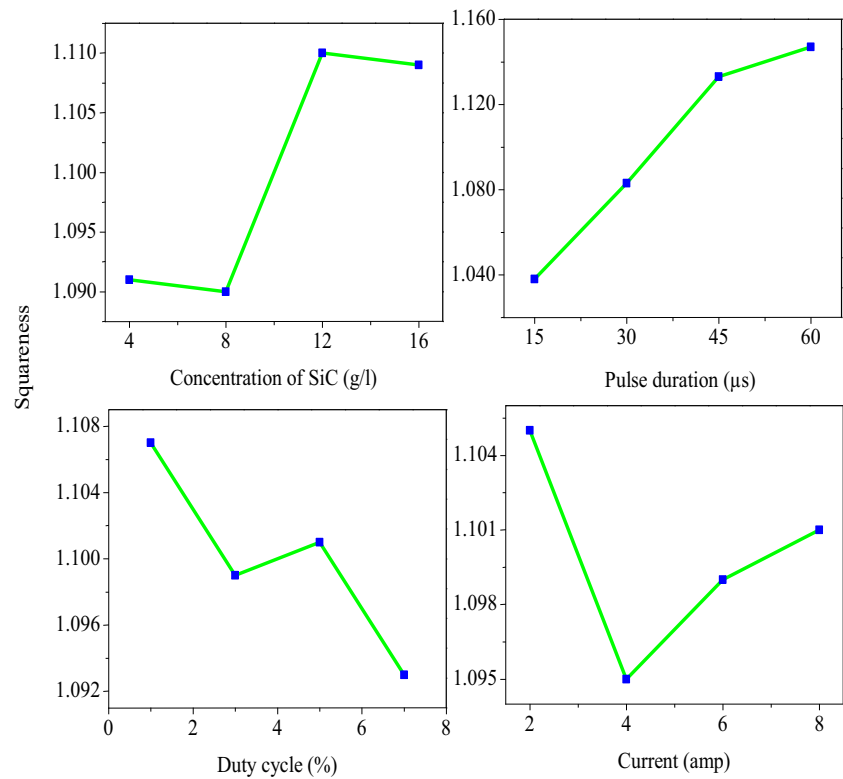 1.110
1.105
1.100
1.095
1.090
4 8 12 16
Concentration of SiC (g/l)
1.160
1.120
1.080
1.040
15 30 45 60
Pulse duration (µs)
Squareness
1.108
1.104
1.100
1.096
1.092
0 2 4 6 8
Duty cycle (%)
1.104
1.101
1.098
1.095
2 4 6 8
Current (amp)